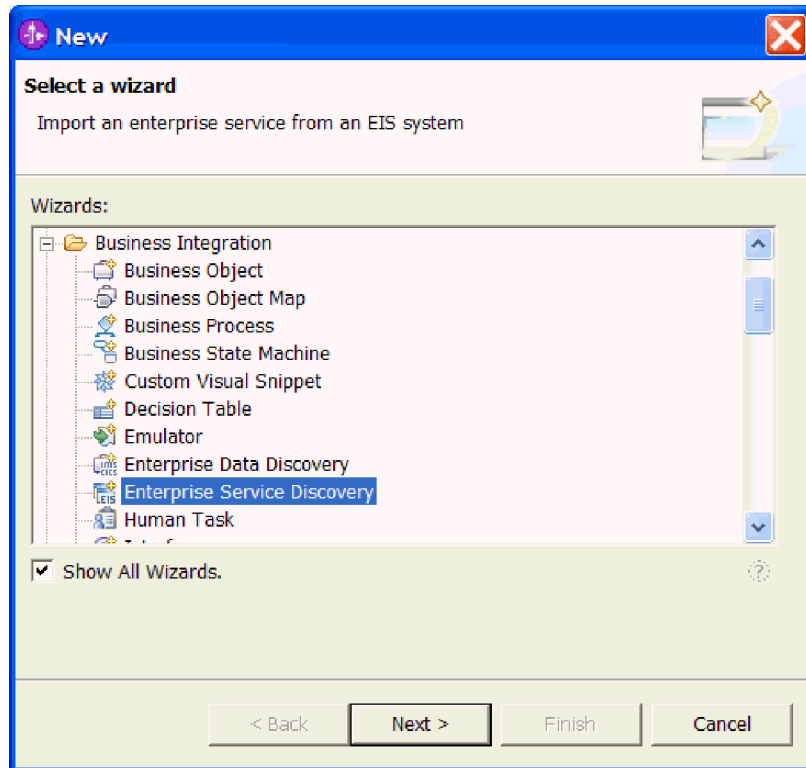 New
Select a wizard
Import an enterprise service from an EIS system
Wizards:
Business Integration
Business Object
Business Object Map
Business Process
Business State Machine
Custom Visual Snippet
Decision Table
Emulator
Enterprise Data Discovery
Enterprise Service Discovery
Human Task
Show All Wizards.
< Back Next > Finish Cancel